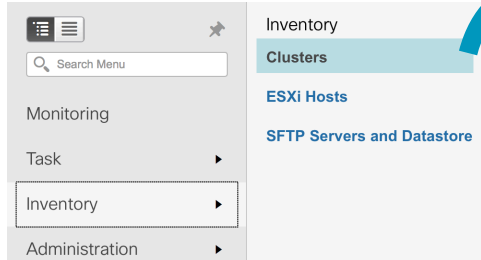 Search Menu
Monitoring
Task
Inventory
Administration
Inventory
Clusters
ESXi Hosts
SFTP Servers and Datastore